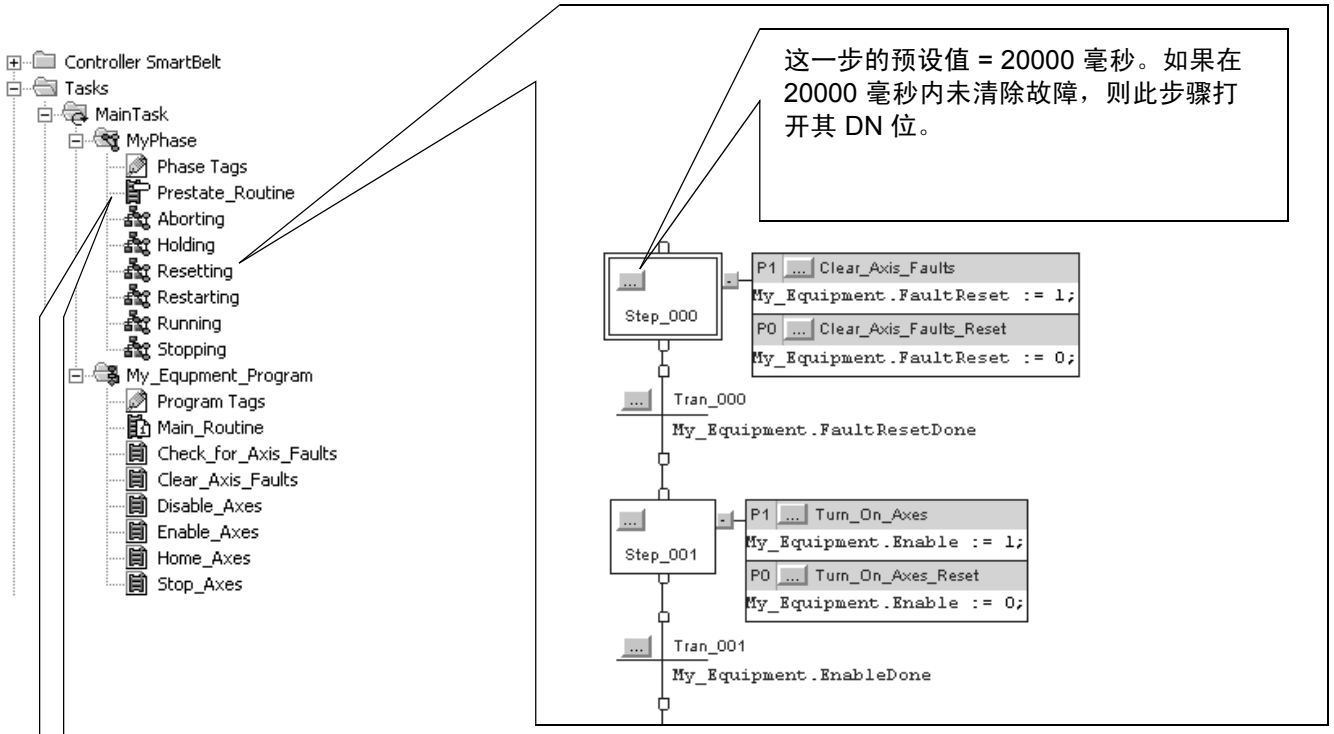 Controller SmartBelt
Tasks
MainTask
MyPhase
Phase Tags
Prestate_Routine
Aborting
Holding
Resetting
Restarting
Running
Stopping
My_Equpment_Program
Program Tags
Main_Routine
Check_for_Axis_Faults
Clear_Axis_Faults
Disable_Axes
Enable_Axes
Home_Axes
Stop_Axes
这一步的预设值 = 20000 毫秒。如果在
20000 毫秒内未清除故障，则此步骤打
开其 DN 位。
...
Step_000
P1 ... Clear_Axis_Faults
My_Equipment.FaultReset := 1;
P0 ... Clear_Axis_Faults_Reset
My_Equipment.FaultReset := 0;
... Tran_000
My_Equipment.FaultResetDone
...
Step_001
P1 ... Turn_On_Axes
My_Equipment.Enable := 1;
P0 ... Turn_On_Axes_Reset
My_Equipment.Enable := 0;
... Tran_001
My_Equipment.EnableDone